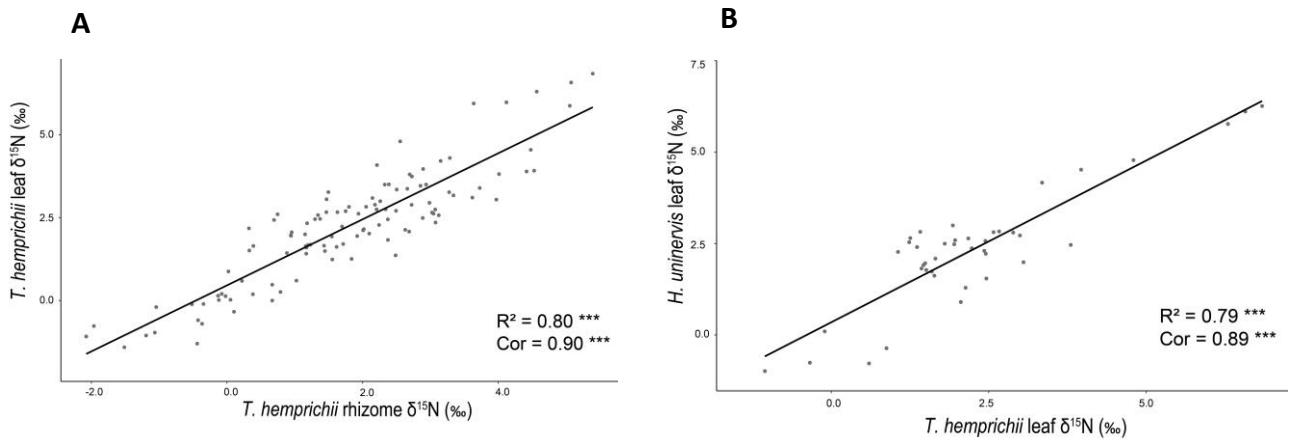 A
T. hemprichii leaf δ¹⁵N (‰)
5.0
2.5
0.0
-2.0
0.0
2.0
4.0
T. hemprichii rhizome δ¹⁵N (‰)
R² = 0.80 ***
Cor = 0.90 ***
B
H. uninervis leaf δ¹⁵N (‰)
7.5
5.0
2.5
0.0
0.0
2.5
5.0
T. hemprichii leaf δ¹⁵N (‰)
R² = 0.79 ***
Cor = 0.89 ***